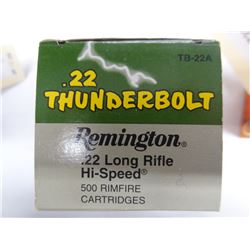 TB-22A
.22
THUNDERBOLT
Remington®
.22 Long Rifle
Hi-Speed®
500 RIMFIRE
CARTRIDGES